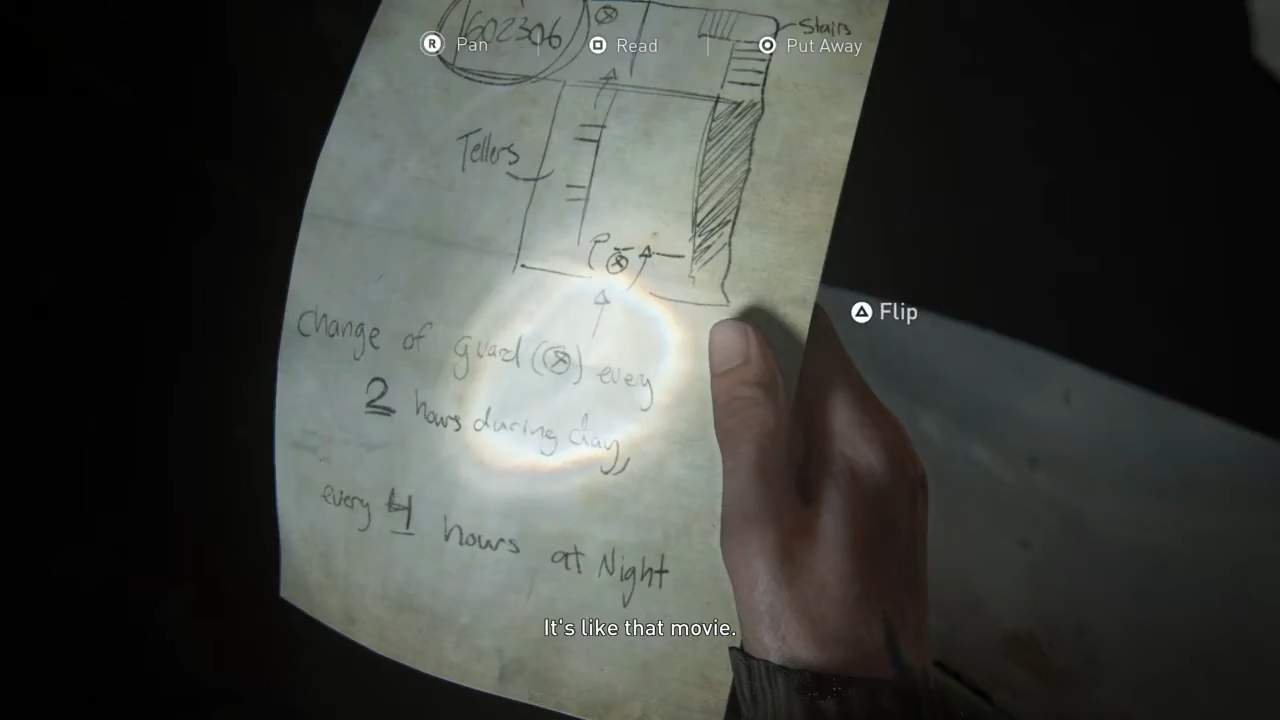 602306
Stairs
Pan Read Put Away
Tellers
Flip
Change of guard (⊗) every
2 hours during day,
every 4 hours at Night
It's like that movie.